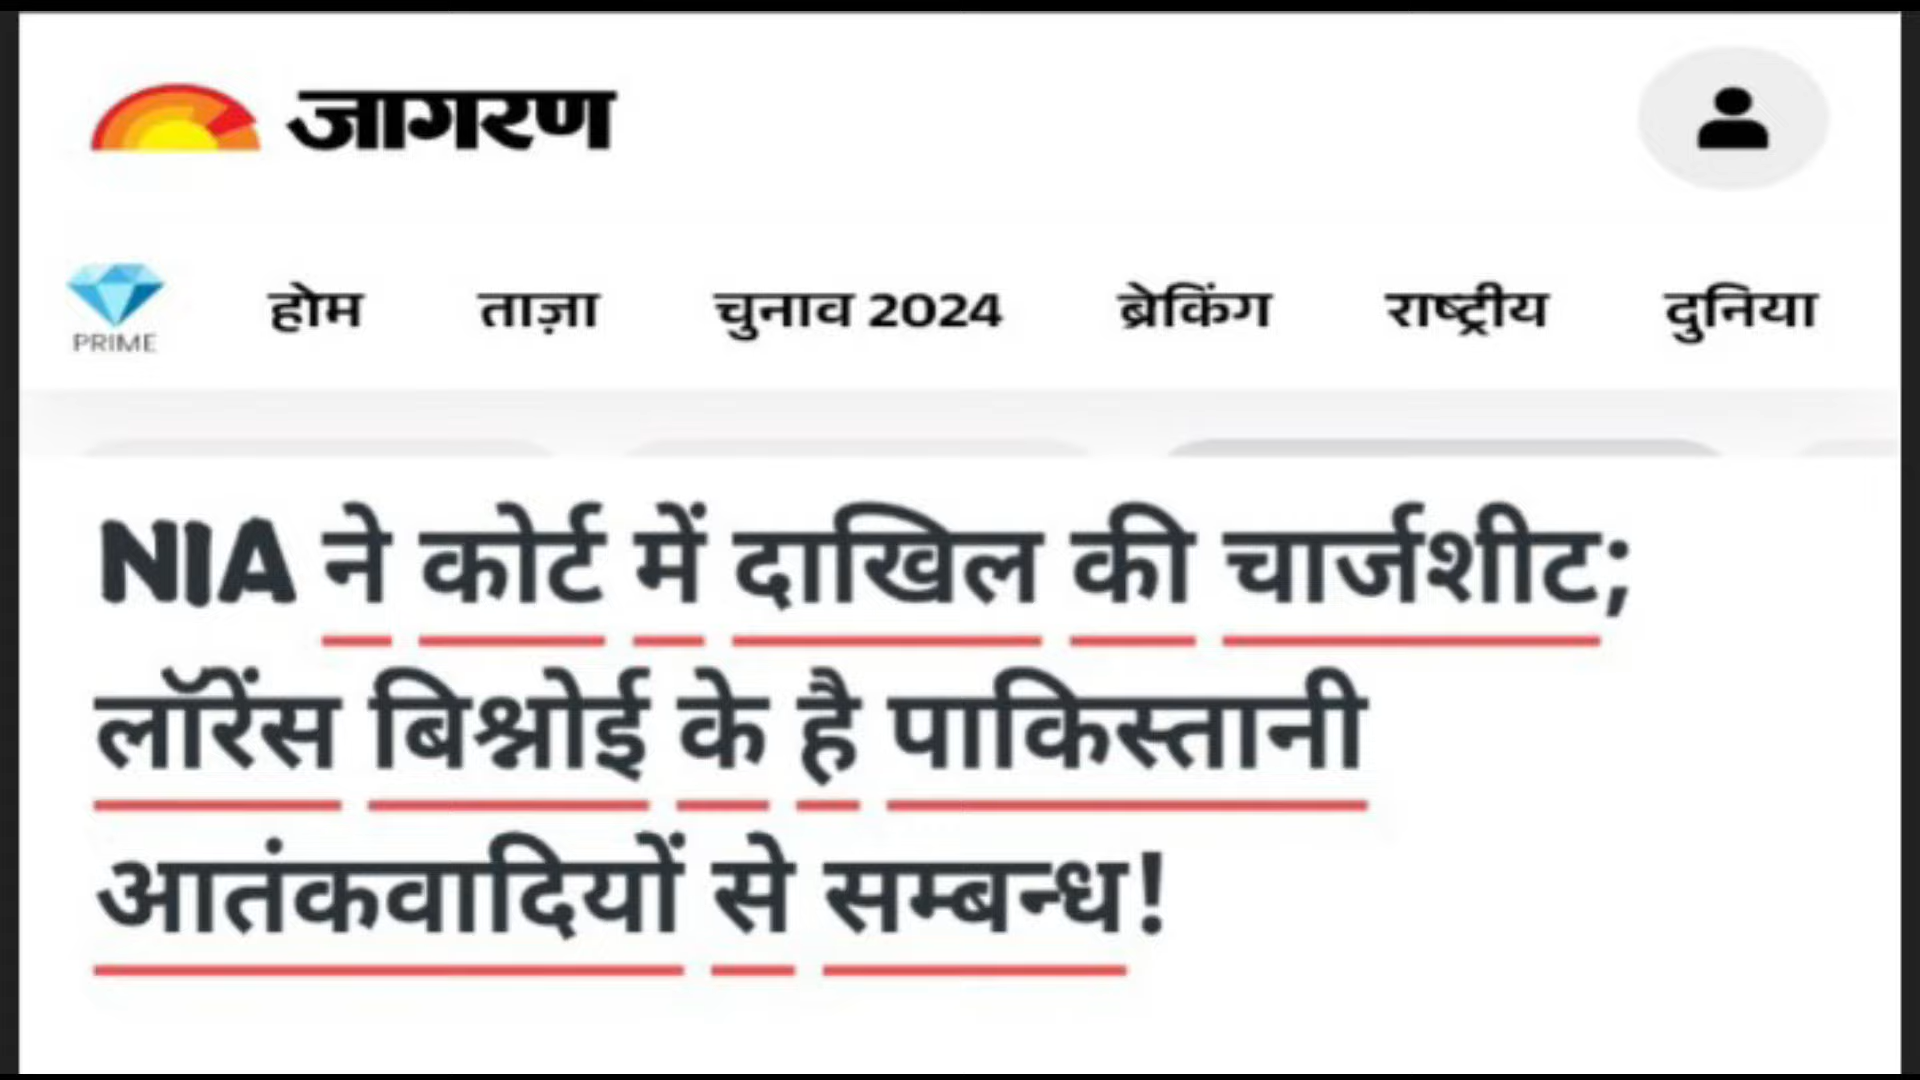 जागरण
PRIME
होम ताज़ा चुनाव 2024 ब्रेकिंग राष्ट्रीय दुनिया
NIA ने कोर्ट में दाखिल की चार्जशीट;
लॉरेंस बिश्नोई के है पाकिस्तानी
आतंकवादियों से सम्बन्ध!